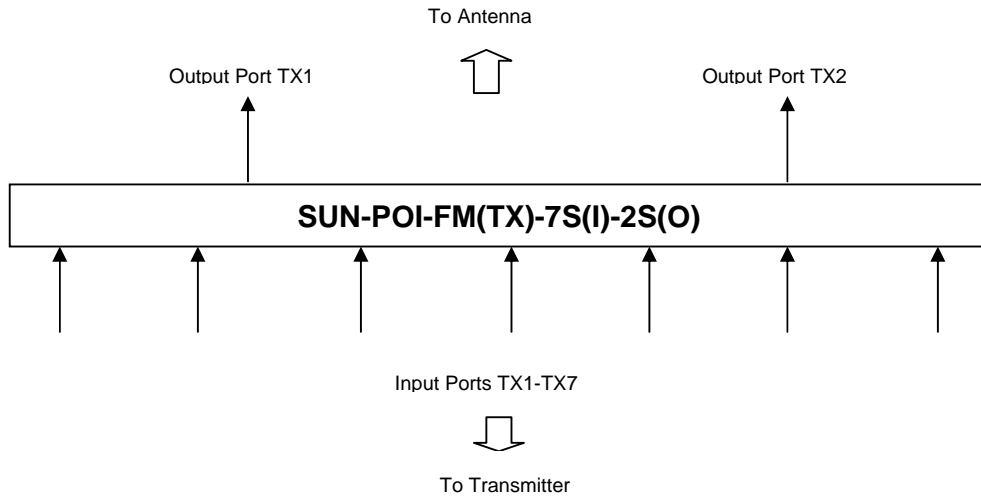 To Antenna
Output Port TX1
Output Port TX2
SUN-POI-FM(TX)-7S(I)-2S(O)
Input Ports TX1-TX7
To Transmitter